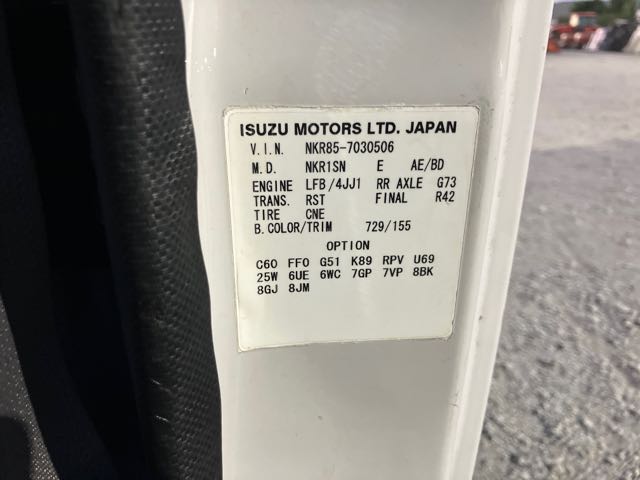 ISUZU MOTORS LTD. JAPAN
V.I.N. NKR85-7030506
M.D. NKR1SN E AE/BD
ENGINE LFB/4JJ1 RR AXLE G73
TRANS. RST FINAL R42
TIRE CNE
B.COLOR/TRIM 729/155
OPTION
C60 FF0 G51 K89 RPV U69
25W 6UE 6WC 7GP 7VP 8BK
8GJ 8JM